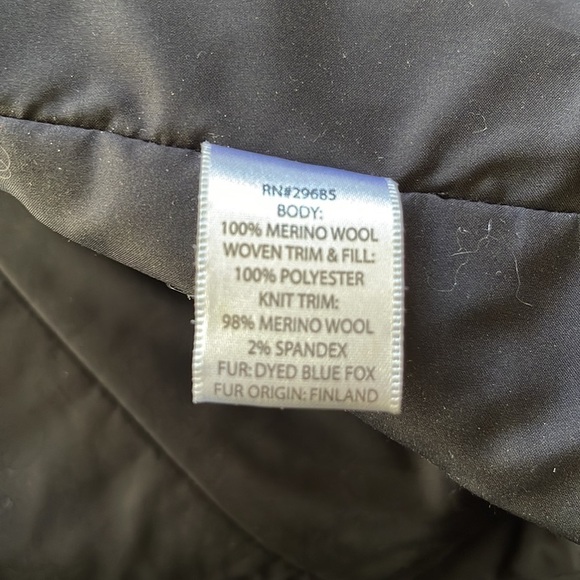 RN#29685
BODY:
100% MERINO WOOL
WOVEN TRIM & FILL:
100% POLYESTER
KNIT TRIM:
98% MERINO WOOL
2% SPANDEX
FUR: DYED BLUE FOX
FUR ORIGIN: FINLAND